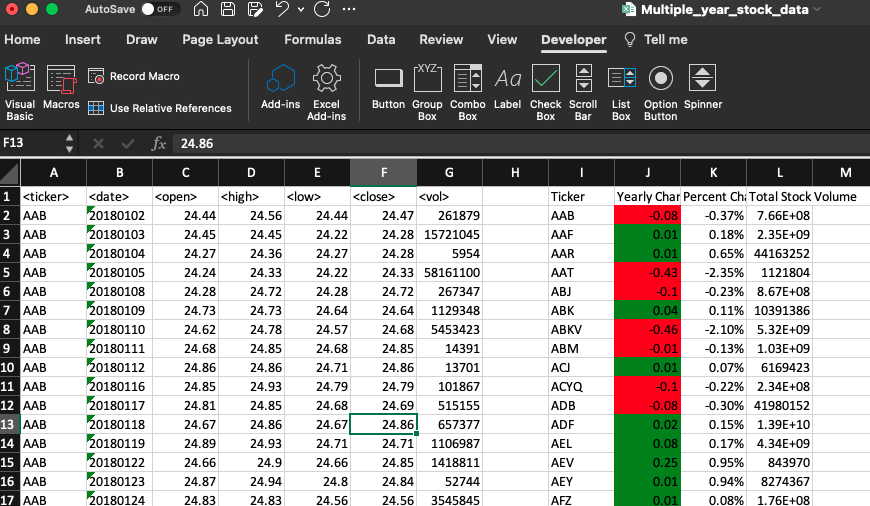 AutoSave OFF Multiple_year_stock_data
Home Insert Draw Page Layout Formulas Data Review View Developer Tell me
Visual Basic Macros Record Macro Use Relative References Add-ins Excel Add-ins Button Group Box Combo Box Label Check Box Scroll Bar List Box Option Button Spinner
XYZ Aa
F13 fx 24.86
A B C D E F G H I J K L M
1 <ticker> <date> <open> <high> <low> <close> <vol> Ticker Yearly Char Percent Cha Total Stock Volume
2 AAB 20180102 24.44 24.56 24.44 24.47 261879 AAB -0.08 -0.37% 7.66E+08
3 AAB 20180103 24.45 24.45 24.22 24.28 15721045 AAF 0.01 0.18% 2.35E+09
4 AAB 20180104 24.27 24.36 24.27 24.28 5954 AAR 0.01 0.65% 44163252
5 AAB 20180105 24.24 24.33 24.22 24.33 58161100 AAT -0.43 -2.35% 1121804
6 AAB 20180108 24.28 24.72 24.28 24.72 267347 ABJ -0.1 -0.23% 8.67E+08
7 AAB 20180109 24.73 24.73 24.64 24.64 1129348 ABK 0.04 0.11% 10391386
8 AAB 20180110 24.62 24.78 24.57 24.68 5453423 ABKV -0.46 -2.10% 5.32E+09
9 AAB 20180111 24.68 24.85 24.68 24.85 14391 ABM -0.01 -0.13% 1.03E+09
10 AAB 20180112 24.86 24.86 24.71 24.86 13701 ACJ 0.01 0.07% 6169423
11 AAB 20180116 24.85 24.93 24.79 24.79 101867 ACYQ -0.1 -0.22% 2.34E+08
12 AAB 20180117 24.81 24.85 24.68 24.69 515155 ADB -0.08 -0.30% 41980152
13 AAB 20180118 24.67 24.86 24.67 24.86 657377 ADF 0.02 0.15% 1.39E+10
14 AAB 20180119 24.89 24.93 24.71 24.71 1106987 AEL 0.08 0.17% 4.34E+09
15 AAB 20180122 24.66 24.9 24.66 24.85 1418811 AEV 0.25 0.95% 843970
16 AAB 20180123 24.87 24.94 24.8 24.84 52744 AEY 0.01 0.94% 8274367
17 AAB 20180124 24.83 24.83 24.56 24.56 3545845 AFZ 0.01 0.08% 1.76E+08